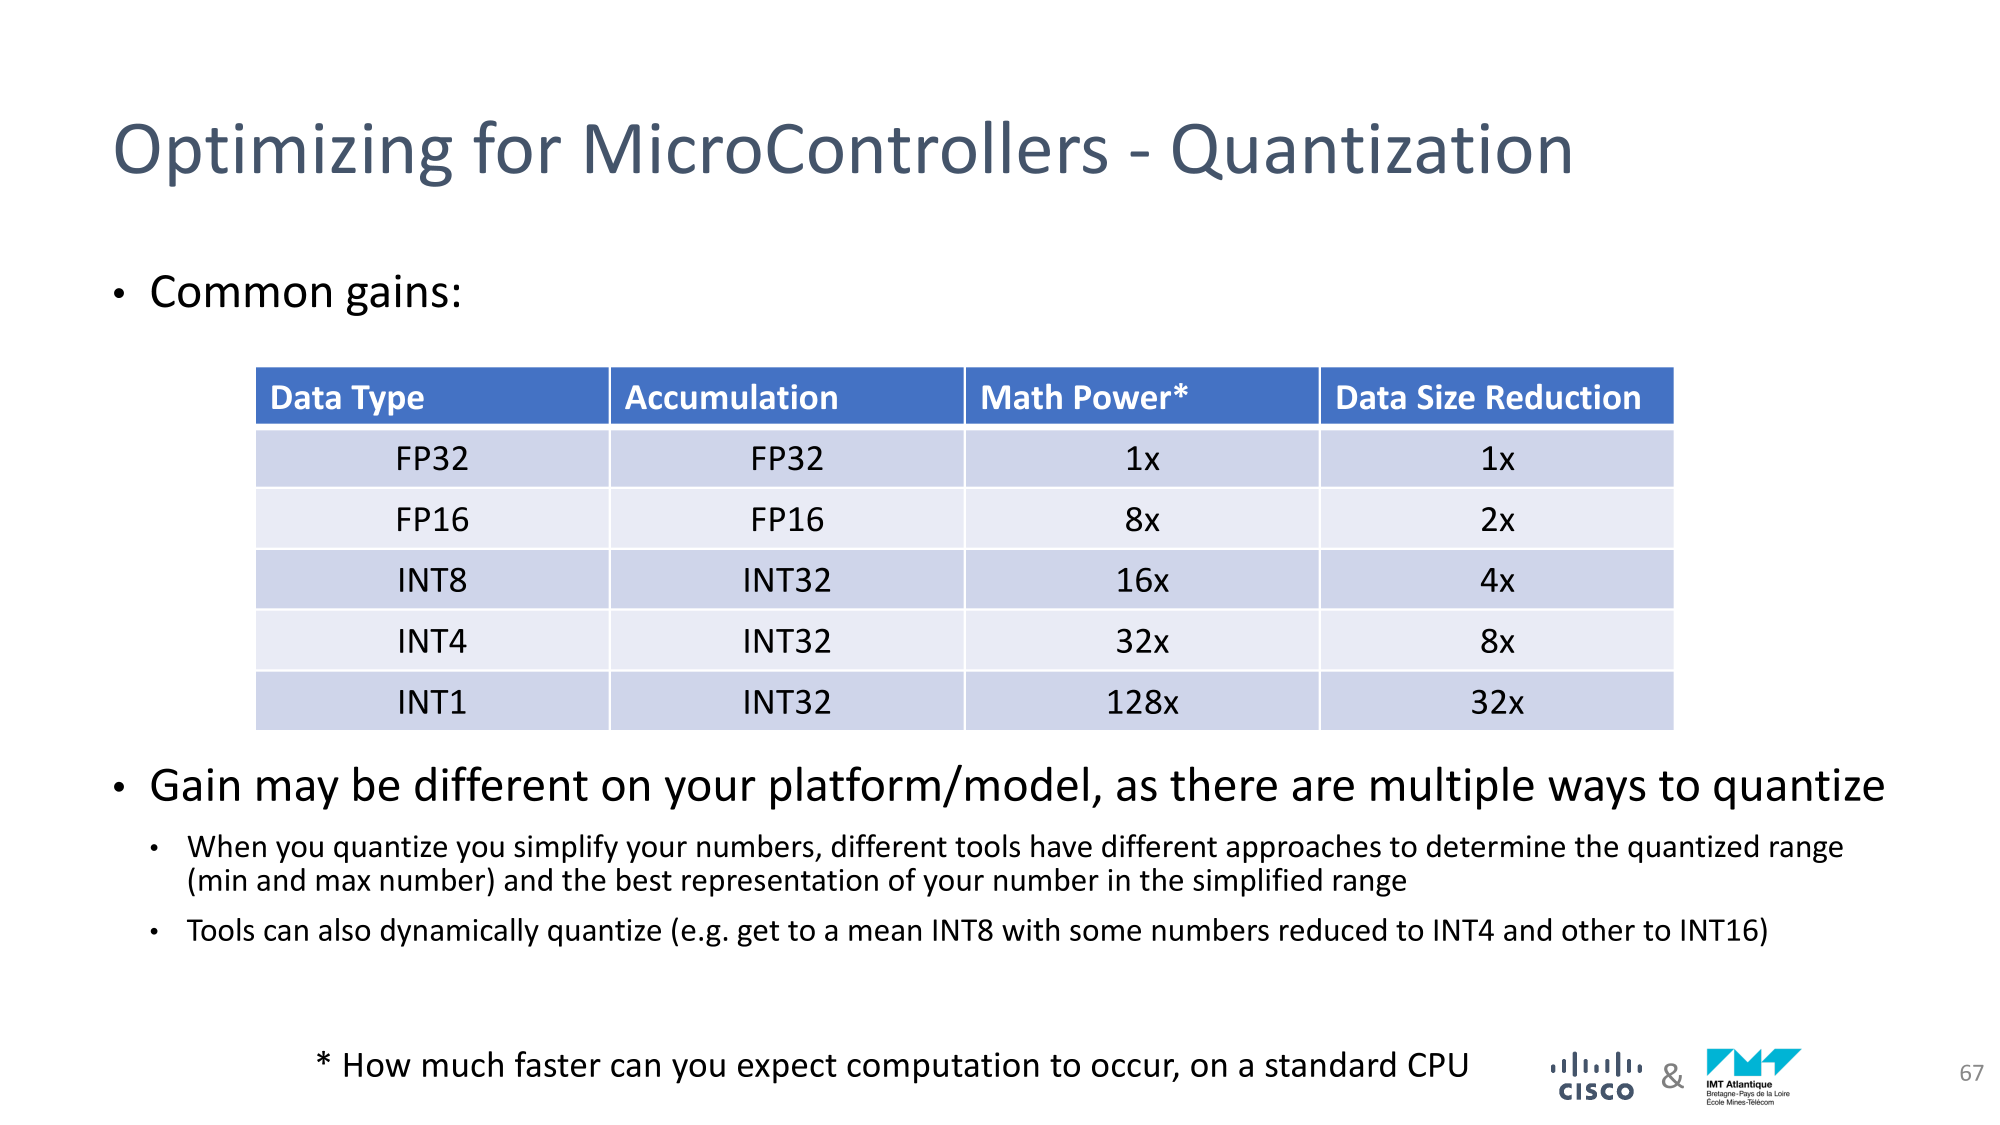 Optimizing for MicroControllers - Quantization
• Common gains:
Data Type Accumulation Math Power* Data Size Reduction
FP32 FP32 1x 1x
FP16 FP16 8x 2x
INT8 INT32 16x 4x
INT4 INT32 32x 8x
INT1 INT32 128x 32x
• Gain may be different on your platform/model, as there are multiple ways to quantize
• When you quantize you simplify your numbers, different tools have different approaches to determine the quantized range
(min and max number) and the best representation of your number in the simplified range
• Tools can also dynamically quantize (e.g. get to a mean INT8 with some numbers reduced to INT4 and other to INT16)
* How much faster can you expect computation to occur, on a standard CPU
CISCO & IMT Atlantique
Bretagne-Pays de la Loire
École Mines-Télécom
67